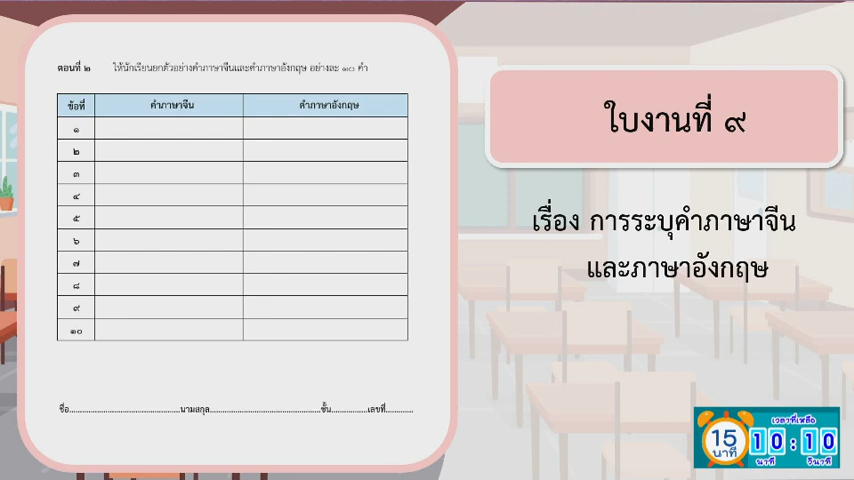 ตอนที่ ๒ ให้นักเรียนยกตัวอย่างคำภาษาจีนและคำภาษาอังกฤษ อย่างละ ๑๐ คำ
ข้อที่ คำภาษาจีน คำภาษาอังกฤษ
๑
๒
๓
๔
๕
๖
๗
๘
๙
๑๐
ชื่อ..................................................นามสกุล..................................................ชั้น................เลขที่............
ใบงานที่ ๙
เรื่อง การระบุคำภาษาจีน
และภาษาอังกฤษ
15
นาที
เวลาที่เหลือ
10:10
นาที วินาที